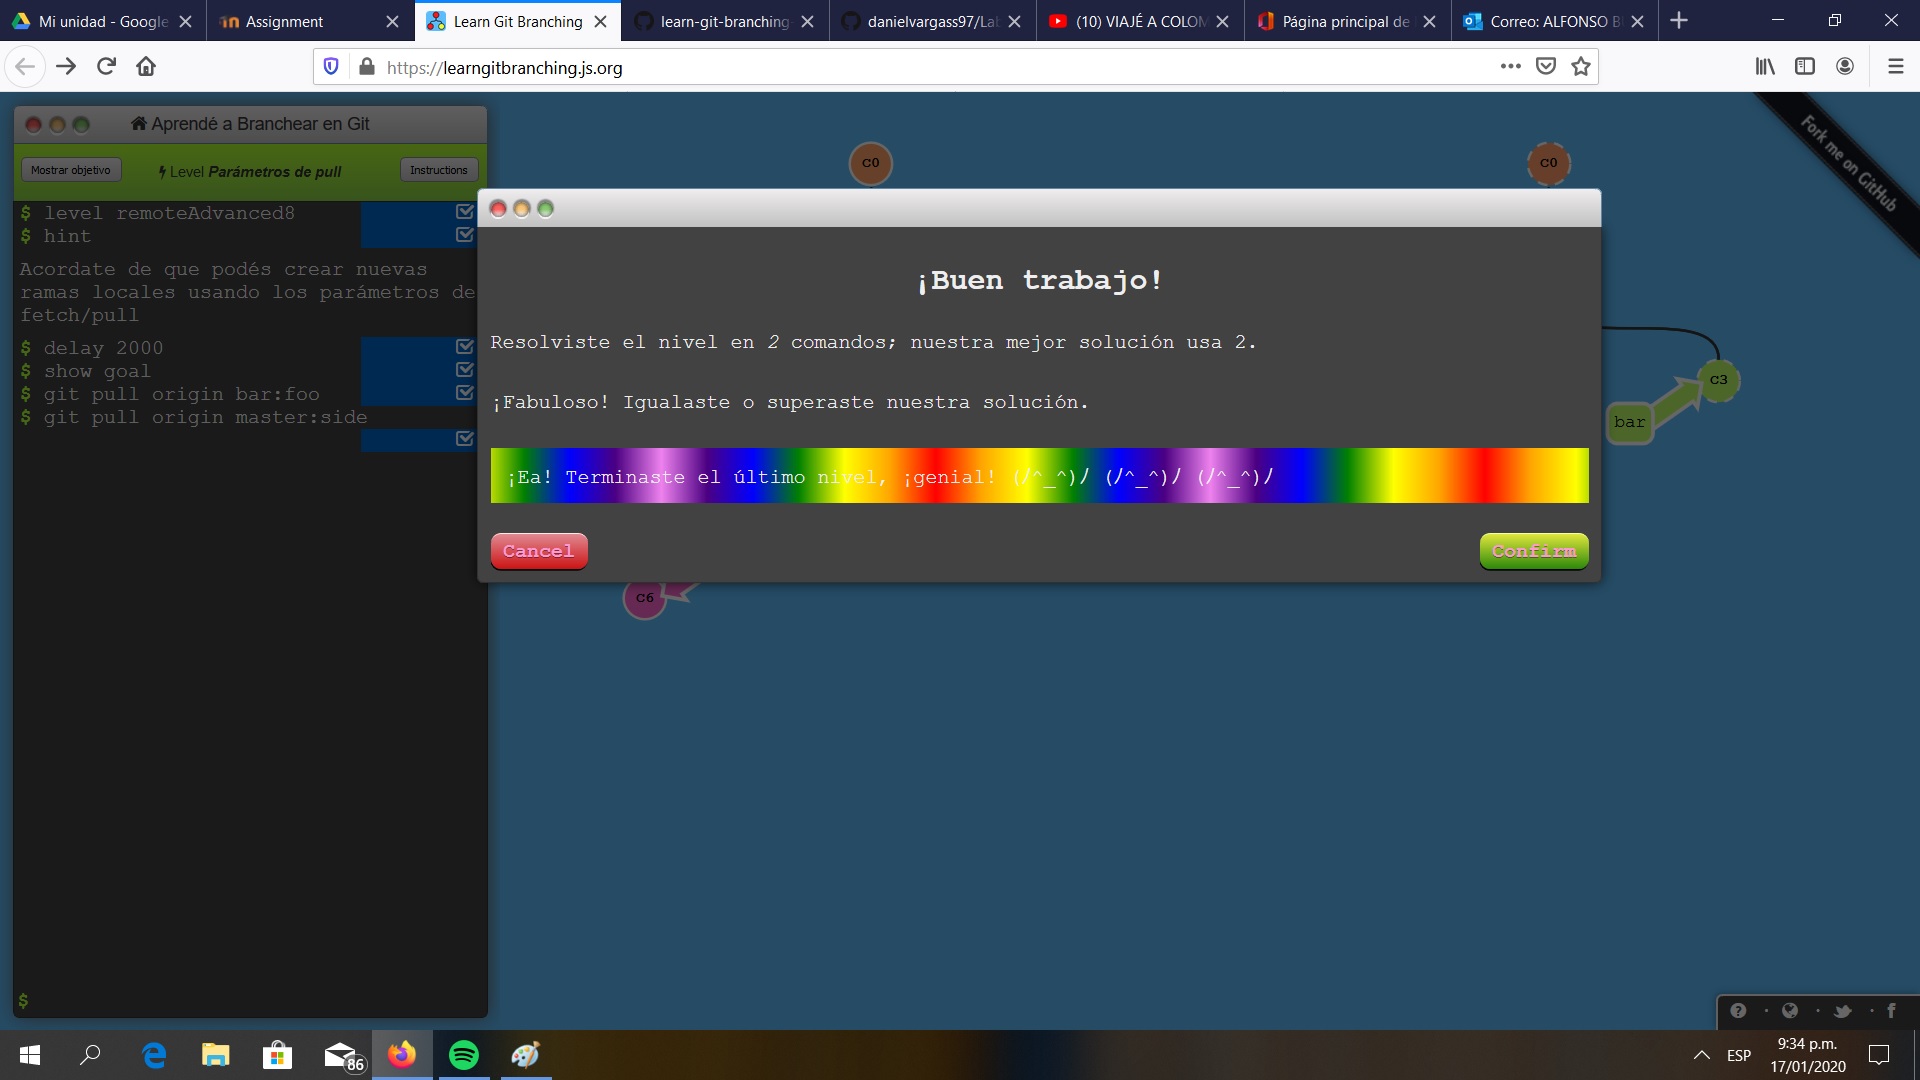 Mi unidad - Google
Assignment
Learn Git Branching
learn-git-branching-
danielvargass97/Lab
(10) VIAJÉ A COLOM
Página principal de
Correo: ALFONSO B
https://learngitbranching.js.org
Aprendé a Branchear en Git
Mostrar objetivo
Level Parámetros de pull
Instructions
$ level remoteAdvanced8
$ hint
Acordate de que podés crear nuevas
ramas locales usando los parámetros de
fetch/pull
$ delay 2000
$ show goal
$ git pull origin bar:foo
$ git pull origin master:side
$
C0
C0
Fork me on GitHub
¡Buen trabajo!
Resolviste el nivel en 2 comandos; nuestra mejor solución usa 2.
¡Fabuloso! Igualaste o superaste nuestra solución.
¡Ea! Terminaste el último nivel, ¡genial! (/^_^)/ (/^_^)/ (/^_^)/
Cancel
Confirm
C3
bar
C6
86
ESP
9:34 p.m.
17/01/2020